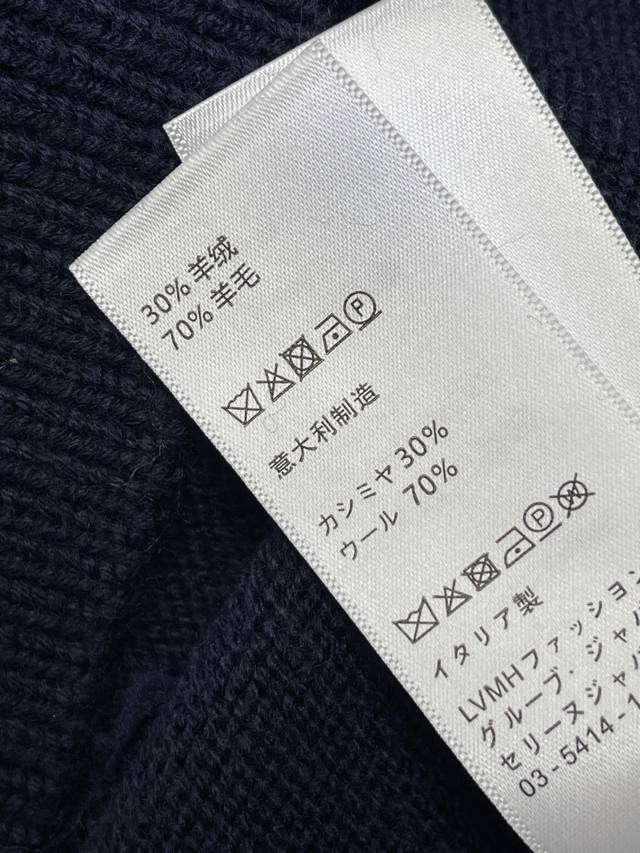 30% 羊绒
70% 羊毛
P
意大利制造
カシミヤ 30%
ウール 70%
P W
イタリア製
LVMHファッション
グループ・ジャパ
セリーヌジャパ
03-5414-1